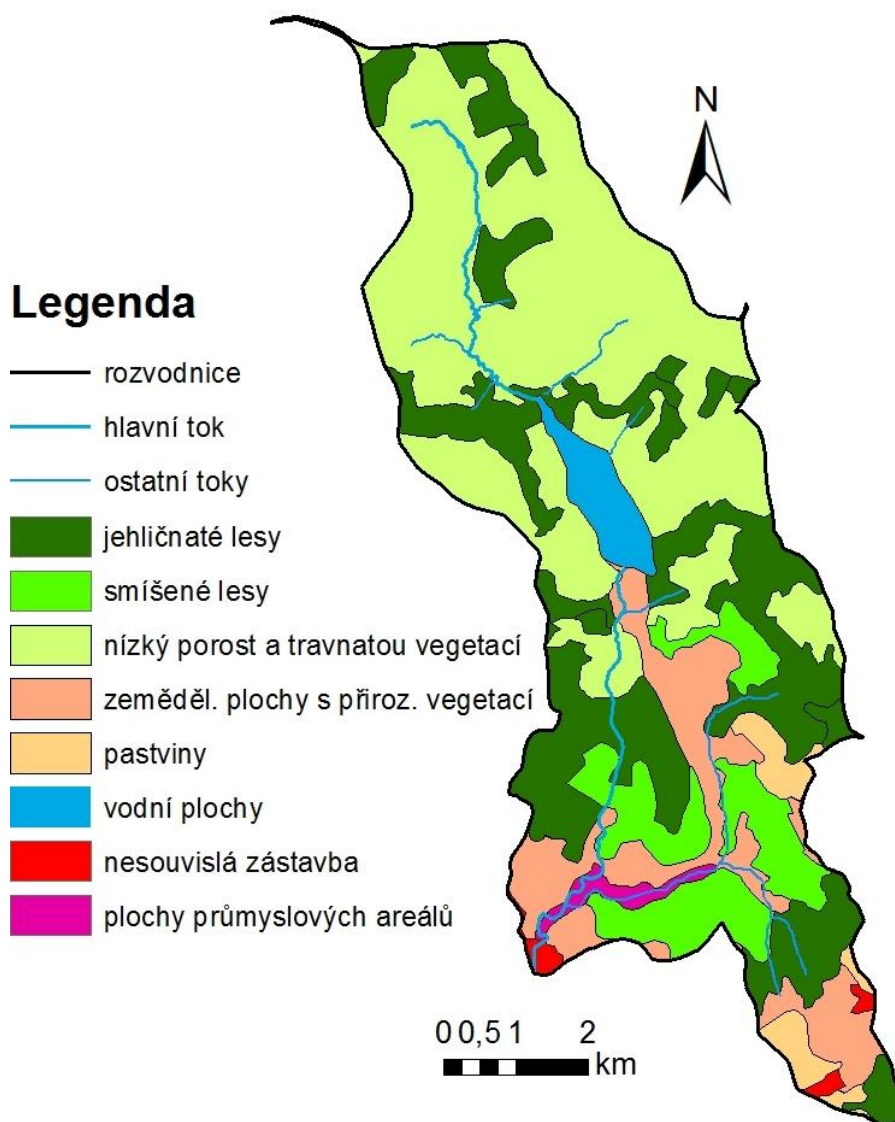 N
Legenda
rozvodnice
hlavní tok
ostatní toky
jehličnaté lesy
smíšené lesy
nízký porost a travnatou vegetací
zeměděl. plochy s přiroz. vegetací
pastviny
vodní plochy
nesouvislá zástavba
plochy průmyslových areálů
0 0,5 1 2
km